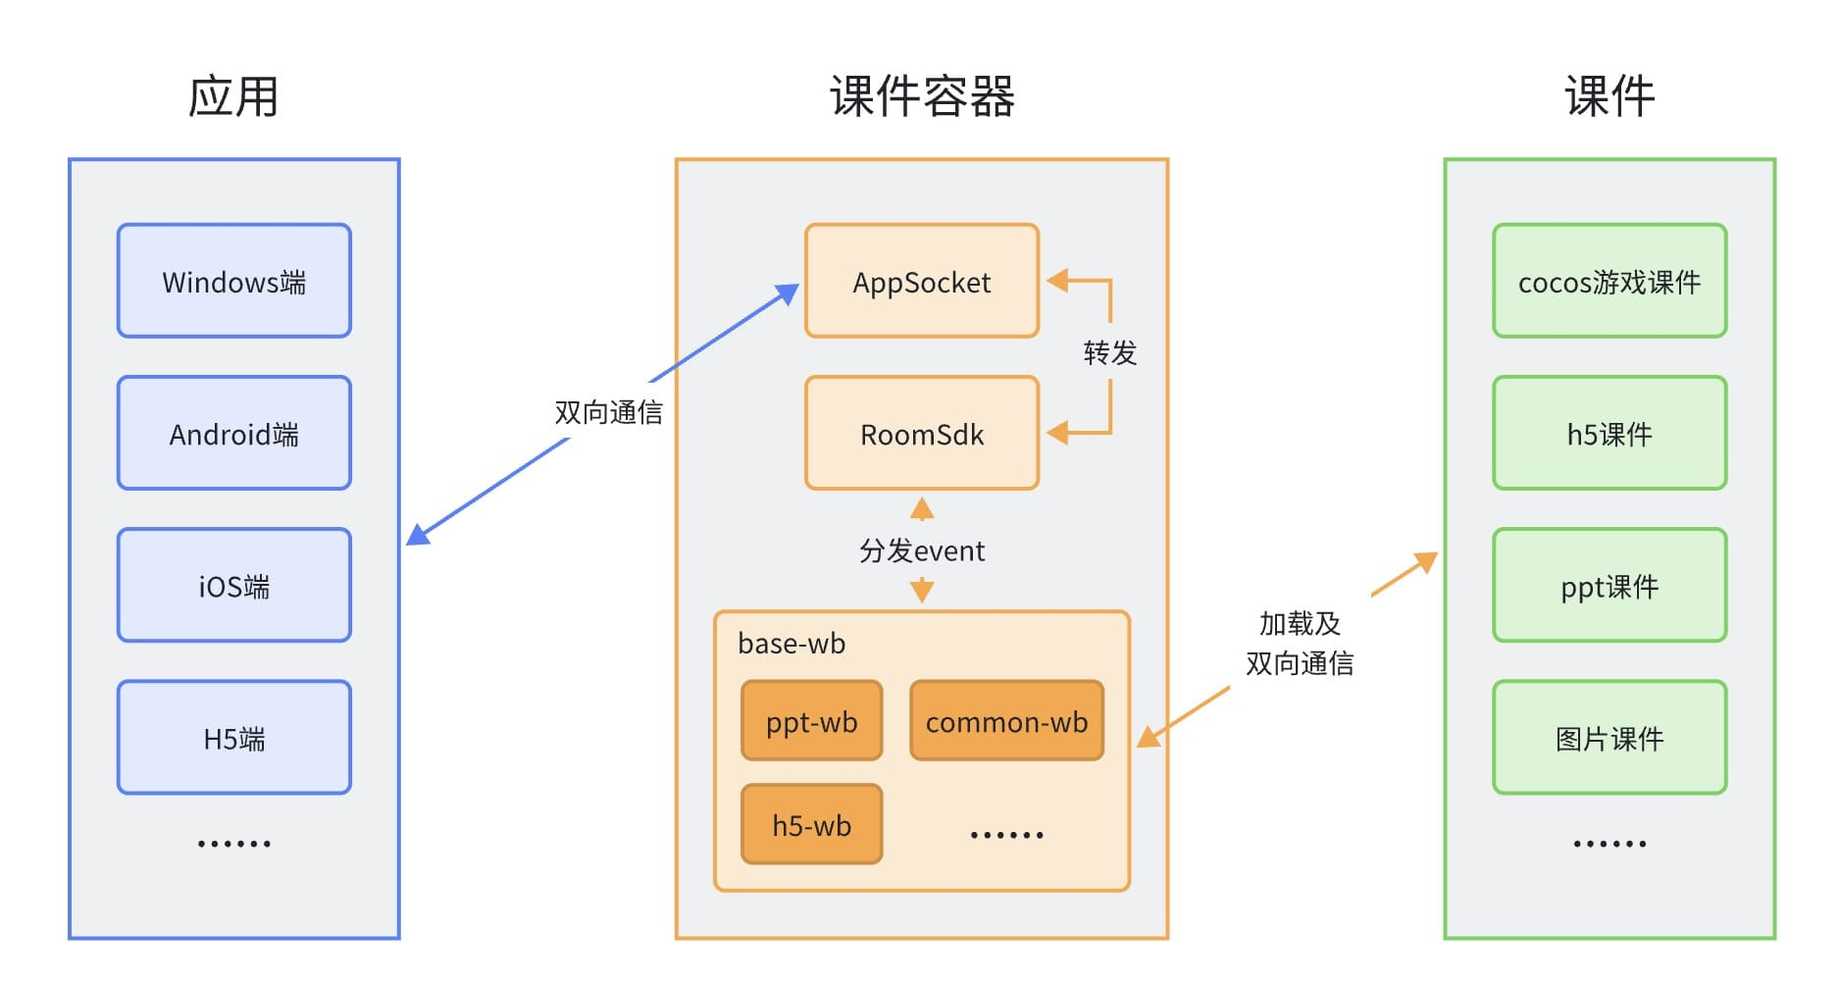 应用
Windows端
Android端
iOS端
H5端
......
双向通信
课件容器
AppSocket
转发
RoomSdk
分发event
base-wb
ppt-wb
common-wb
h5-wb
......
加载及
双向通信
课件
cocos游戏课件
h5课件
ppt课件
图片课件
......